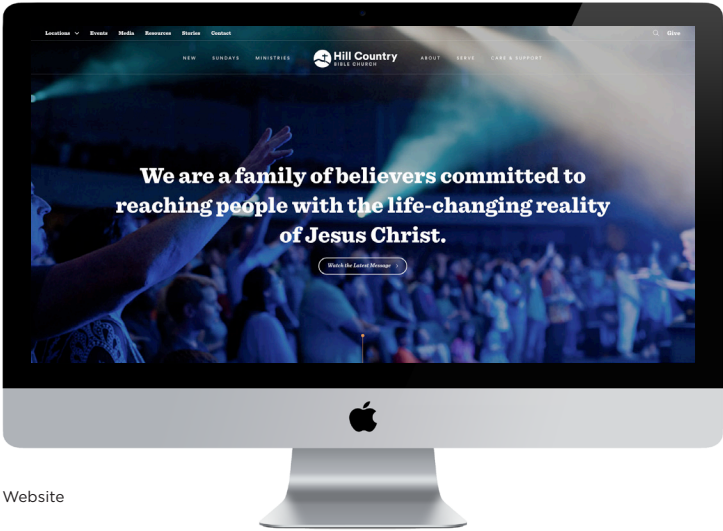 Locations Events Media Resources Stories Contact Give
NEW SUNDAYS MINISTRIES Hill Country ABOUT SERVE CARE & SUPPORT
BIBLE CHURCH
We are a family of believers committed to
reaching people with the life-changing reality
of Jesus Christ.
Watch the Latest Message
Website